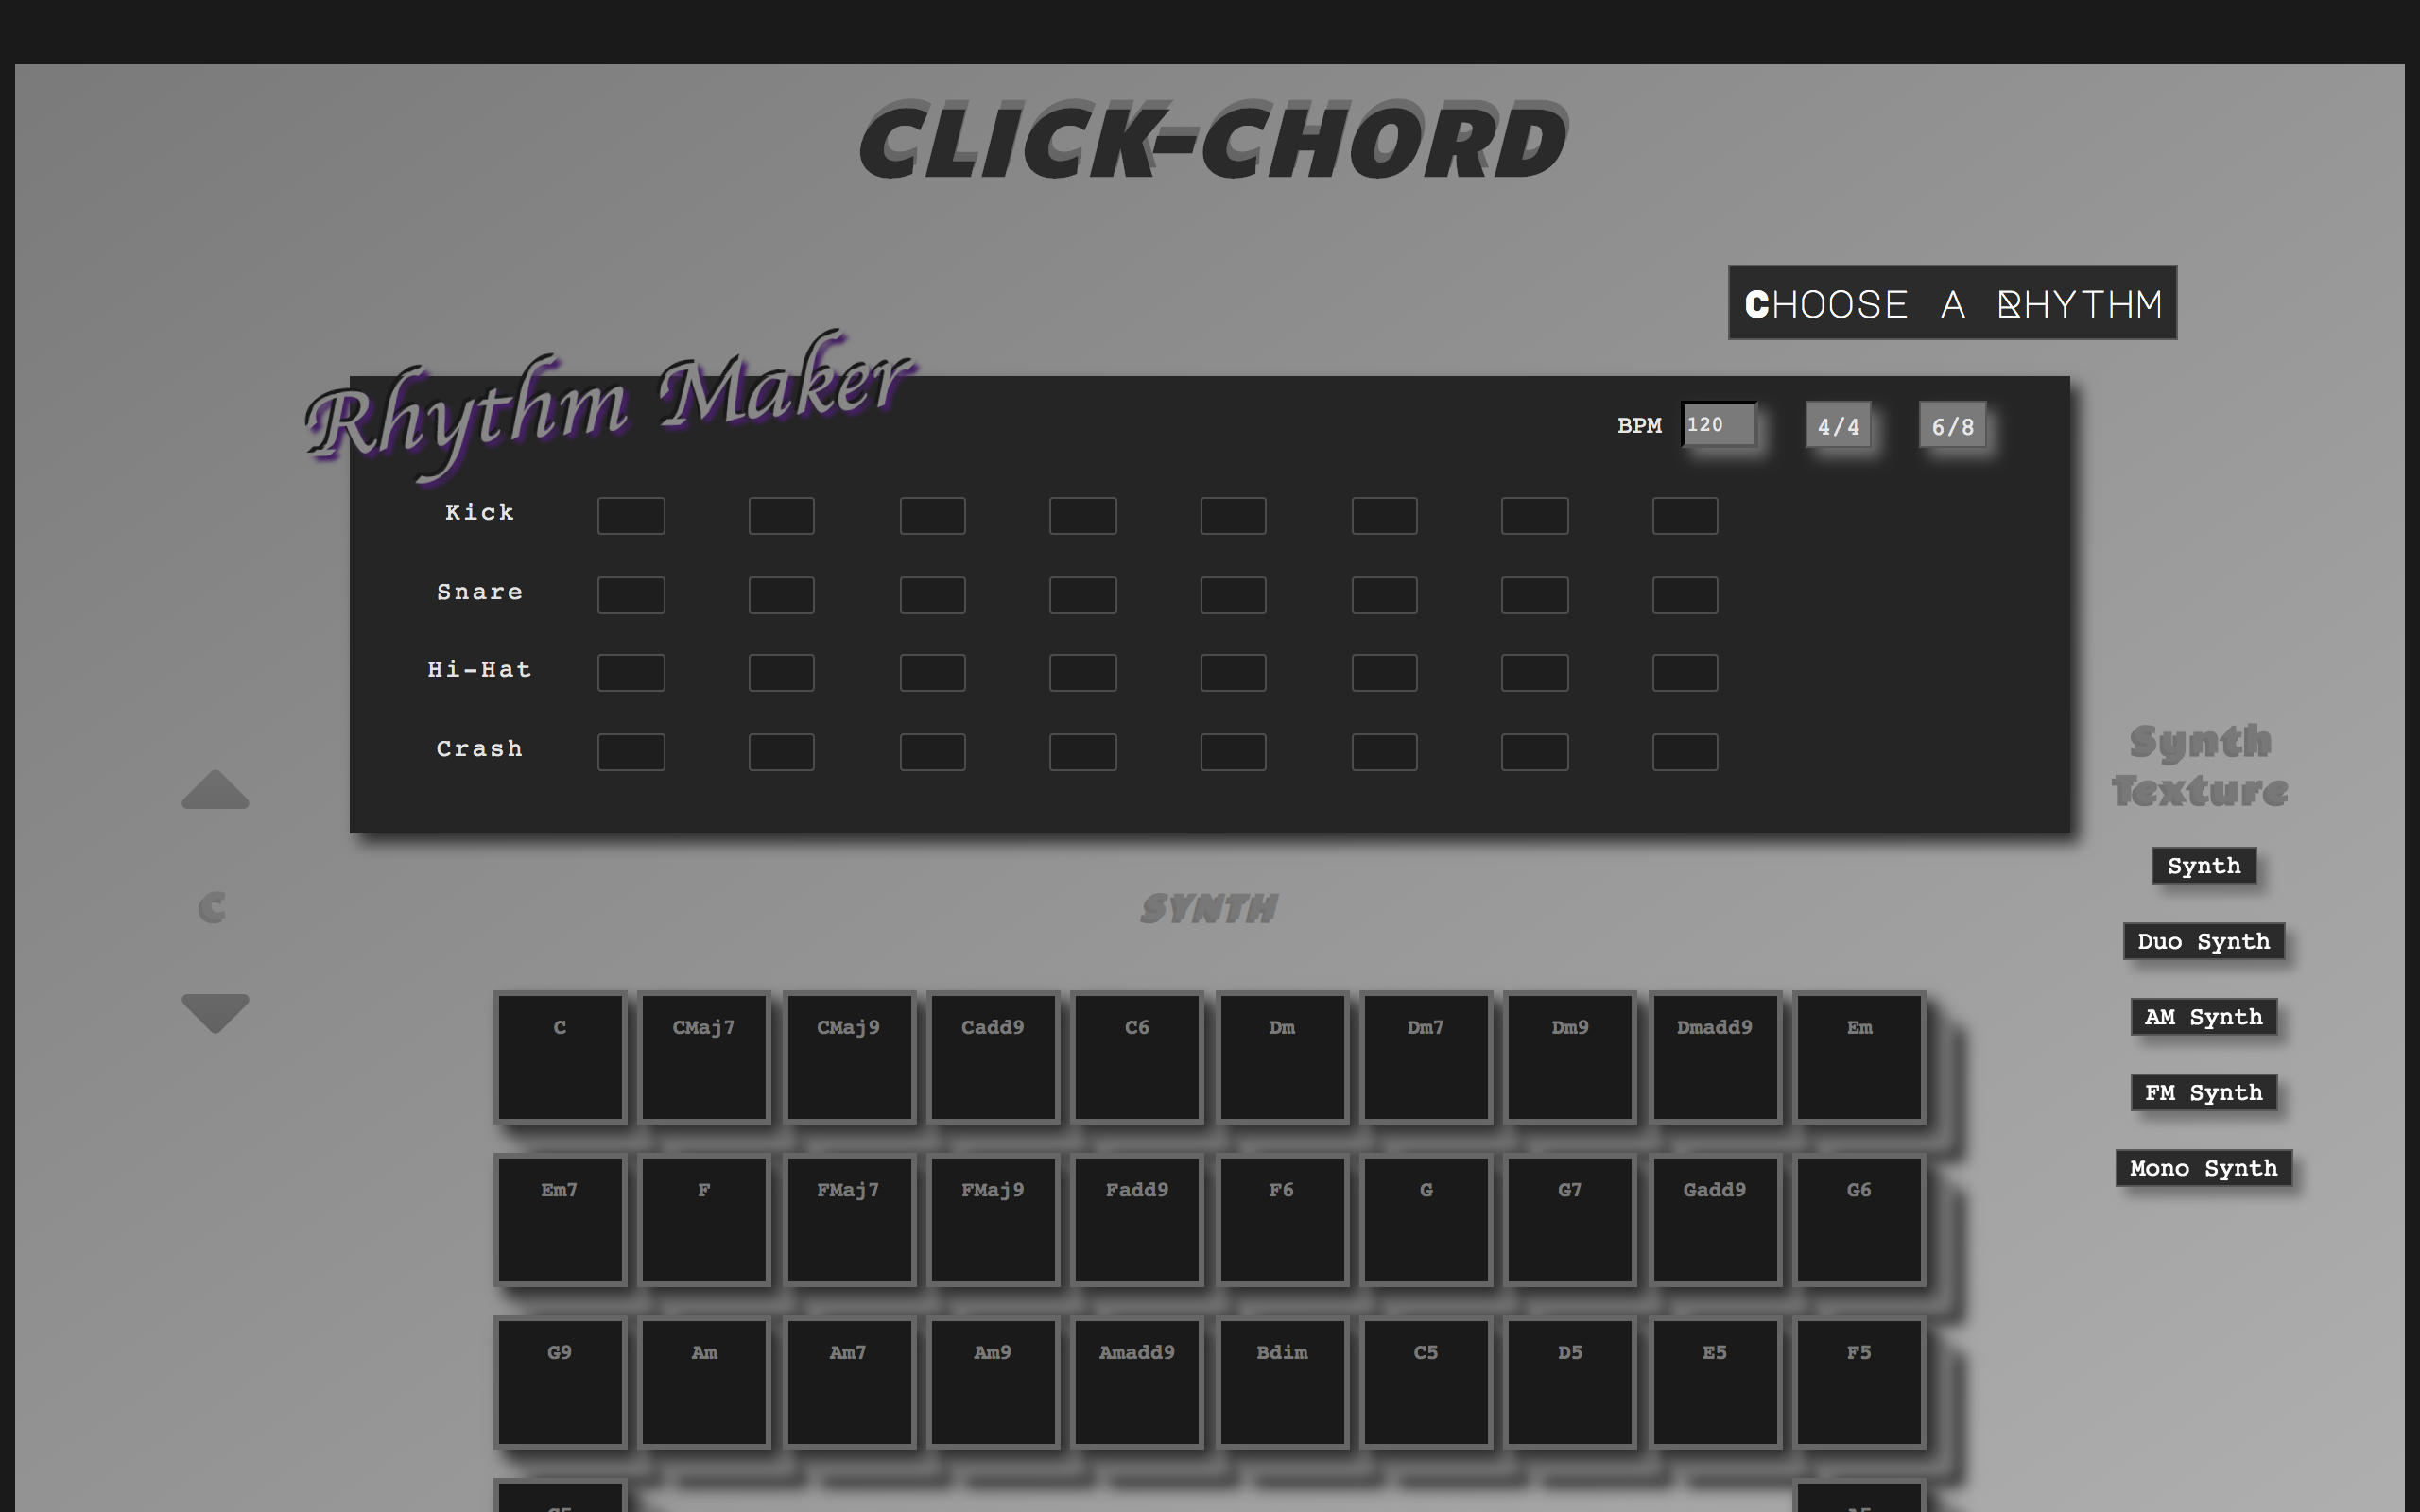 CLICK-CHORD
CHOOSE A RHYTHM
Rhythm Maker
BPM 120 4/4 6/8
Kick
Snare
Hi-Hat
Crash
Synth
Texture
Synth
Duo Synth
AM Synth
FM Synth
Mono Synth
C
SYNTH
C CMaj7 CMaj9 Cadd9 C6 Dm Dm7 Dm9 Dmadd9 Em
Em7 F FMaj7 FMaj9 Fadd9 F6 G G7 Gadd9 G6
G9 Am Am7 Am9 Amadd9 Bdim C5 D5 E5 F5